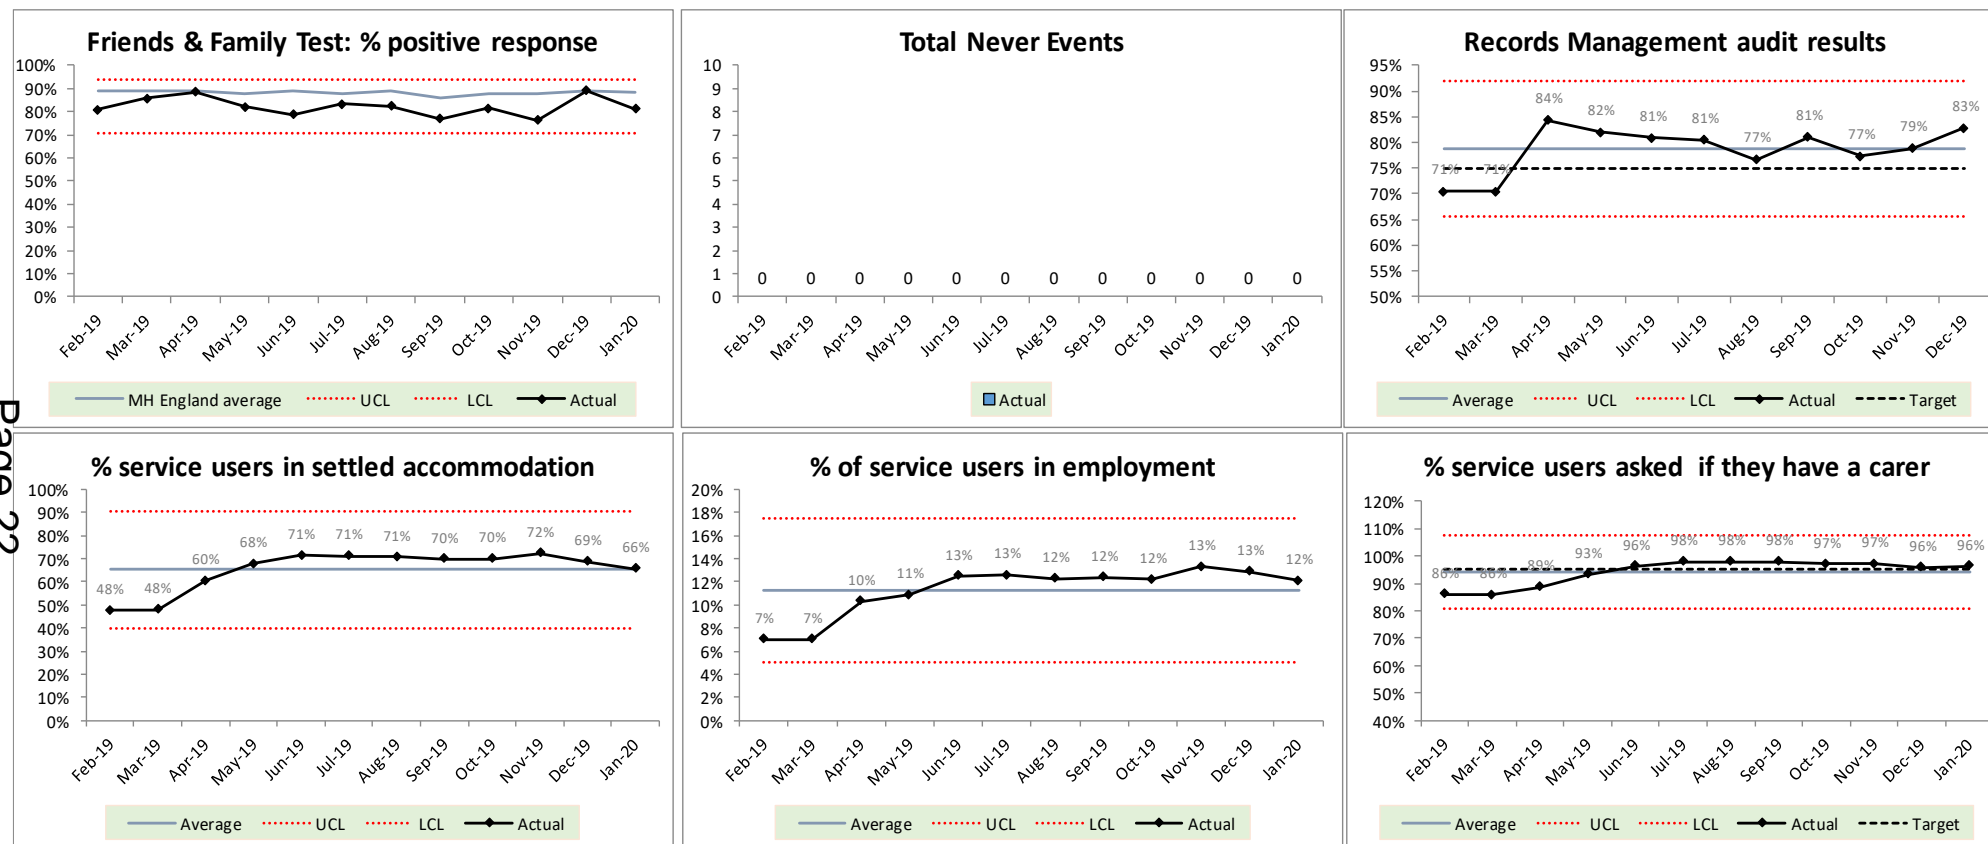 Friends & Family Test: % positive response
100%
90%
80%
70%
60%
50%
40%
30%
20%
10%
0%
Feb-19 Mar-19 Apr-19 May-19 Jun-19 Jul-19 Aug-19 Sep-19 Oct-19 Nov-19 Dec-19 Jan-20
MH England average UCL LCL Actual
Total Never Events
10
9
8
7
6
5
4
3
2
1
0
0 0 0 0 0 0 0 0 0 0 0 0
Feb-19 Mar-19 Apr-19 May-19 Jun-19 Jul-19 Aug-19 Sep-19 Oct-19 Nov-19 Dec-19 Jan-20
Actual
Records Management audit results
95%
90%
85%
80%
75%
70%
65%
60%
55%
50%
71% 71% 84% 82% 81% 81% 77% 81% 77% 79% 83%
Feb-19 Mar-19 Apr-19 May-19 Jun-19 Jul-19 Aug-19 Sep-19 Oct-19 Nov-19 Dec-19
Average UCL LCL Actual Target
Page 22
% service users in settled accommodation
100%
90%
80%
70%
60%
50%
40%
30%
20%
10%
0%
48% 48% 60% 68% 71% 71% 71% 70% 70% 72% 69% 66%
Feb-19 Mar-19 Apr-19 May-19 Jun-19 Jul-19 Aug-19 Sep-19 Oct-19 Nov-19 Dec-19 Jan-20
Average UCL LCL Actual
% of service users in employment
20%
18%
16%
14%
12%
10%
8%
6%
4%
2%
0%
7% 7% 10% 11% 13% 13% 12% 12% 12% 13% 13% 12%
Feb-19 Mar-19 Apr-19 May-19 Jun-19 Jul-19 Aug-19 Sep-19 Oct-19 Nov-19 Dec-19 Jan-20
Average UCL LCL Actual
% service users asked if they have a carer
120%
110%
100%
90%
80%
70%
60%
50%
40%
86% 86% 89% 93% 96% 98% 98% 98% 97% 97% 96% 96%
Feb-19 Mar-19 Apr-19 May-19 Jun-19 Jul-19 Aug-19 Sep-19 Oct-19 Nov-19 Dec-19 Jan-20
Average UCL LCL Actual Target